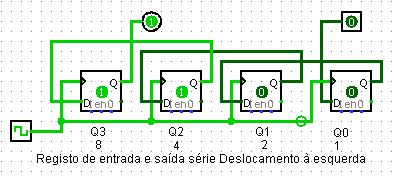 1 0
Q Q Q Q
1 1 0 0
D en0 D en0 D en0 D en0
Q3 Q2 Q1 Q0
8 4 2 1
Registo de entrada e saída série Deslocamento à esquerda